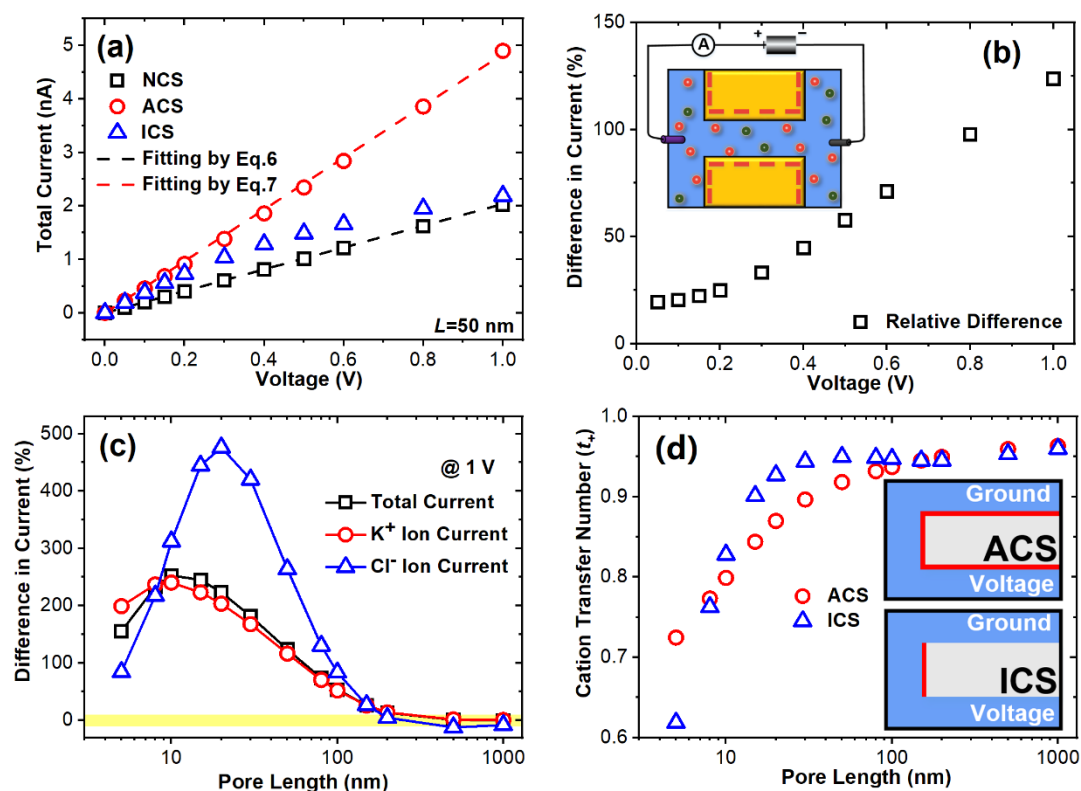 (a)
NCS
ACS
ICS
Fitting by Eq.6
Fitting by Eq.7
L=50 nm
Total Current (nA)
5
4
3
2
1
0
0.0 0.2 0.4 0.6 0.8 1.0
Voltage (V)
(b)
A
+ −
Relative Difference
Difference in Current (%)
150
100
50
0
0.0 0.2 0.4 0.6 0.8 1.0
Voltage (V)
(c)
@ 1 V
Total Current
K⁺ Ion Current
Cl⁻ Ion Current
Difference in Current (%)
500
400
300
200
100
0
10 100 1000
Pore Length (nm)
(d)
Ground
ACS
Voltage
ACS
ICS
Ground
ICS
Voltage
Cation Transfer Number (t₊)
1.0
0.9
0.8
0.7
0.6
10 100 1000
Pore Length (nm)